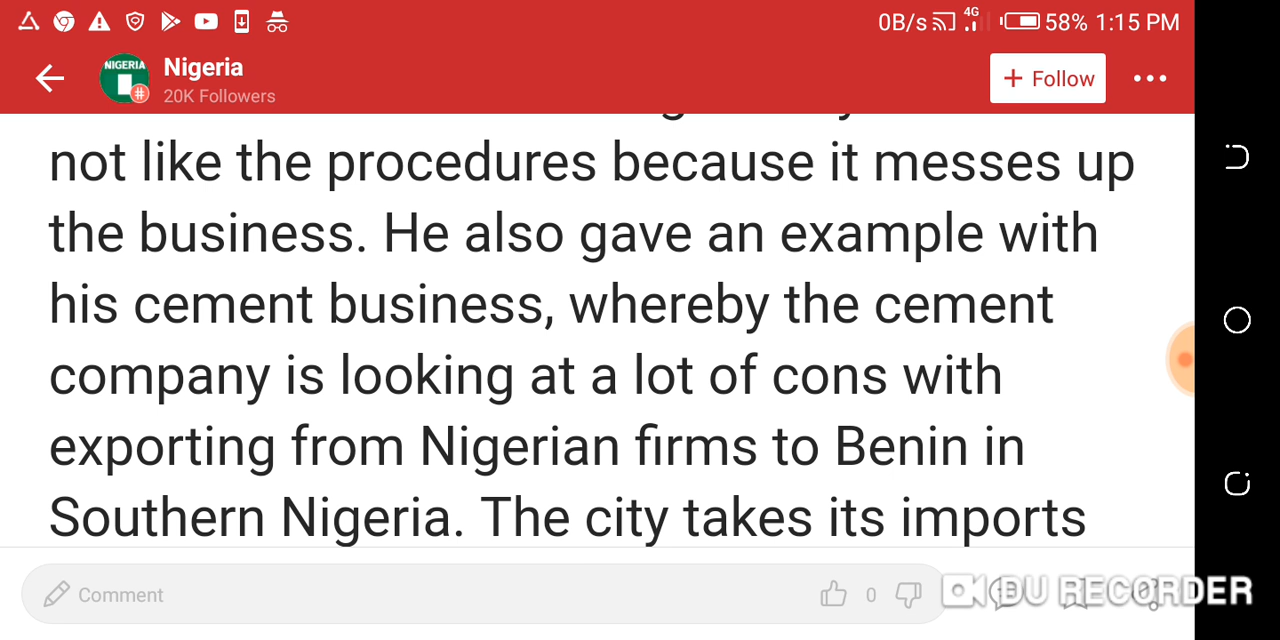 0B/s 4G 58% 1:15 PM
NIGERIA
Nigeria
20K Followers
+ Follow
not like the procedures because it messes up
the business. He also gave an example with
his cement business, whereby the cement
company is looking at a lot of cons with
exporting from Nigerian firms to Benin in
Southern Nigeria. The city takes its imports
Comment
0
DU RECORDER